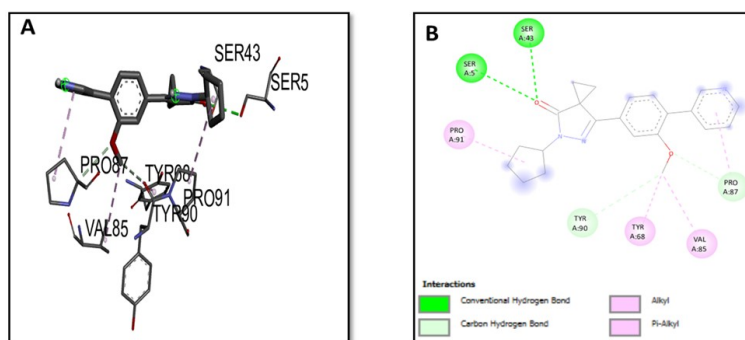 A
SER43
SER5
PRO87
TYR68
PRO91
TYR90
VAL85
B
SER
A:43
SER
A:5
PRO
A:91
O
N
N
O
PRO
A:87
TYR
A:90
TYR
A:68
VAL
A:85
Interactions
Conventional Hydrogen Bond
Carbon Hydrogen Bond
Alkyl
Pi-Alkyl